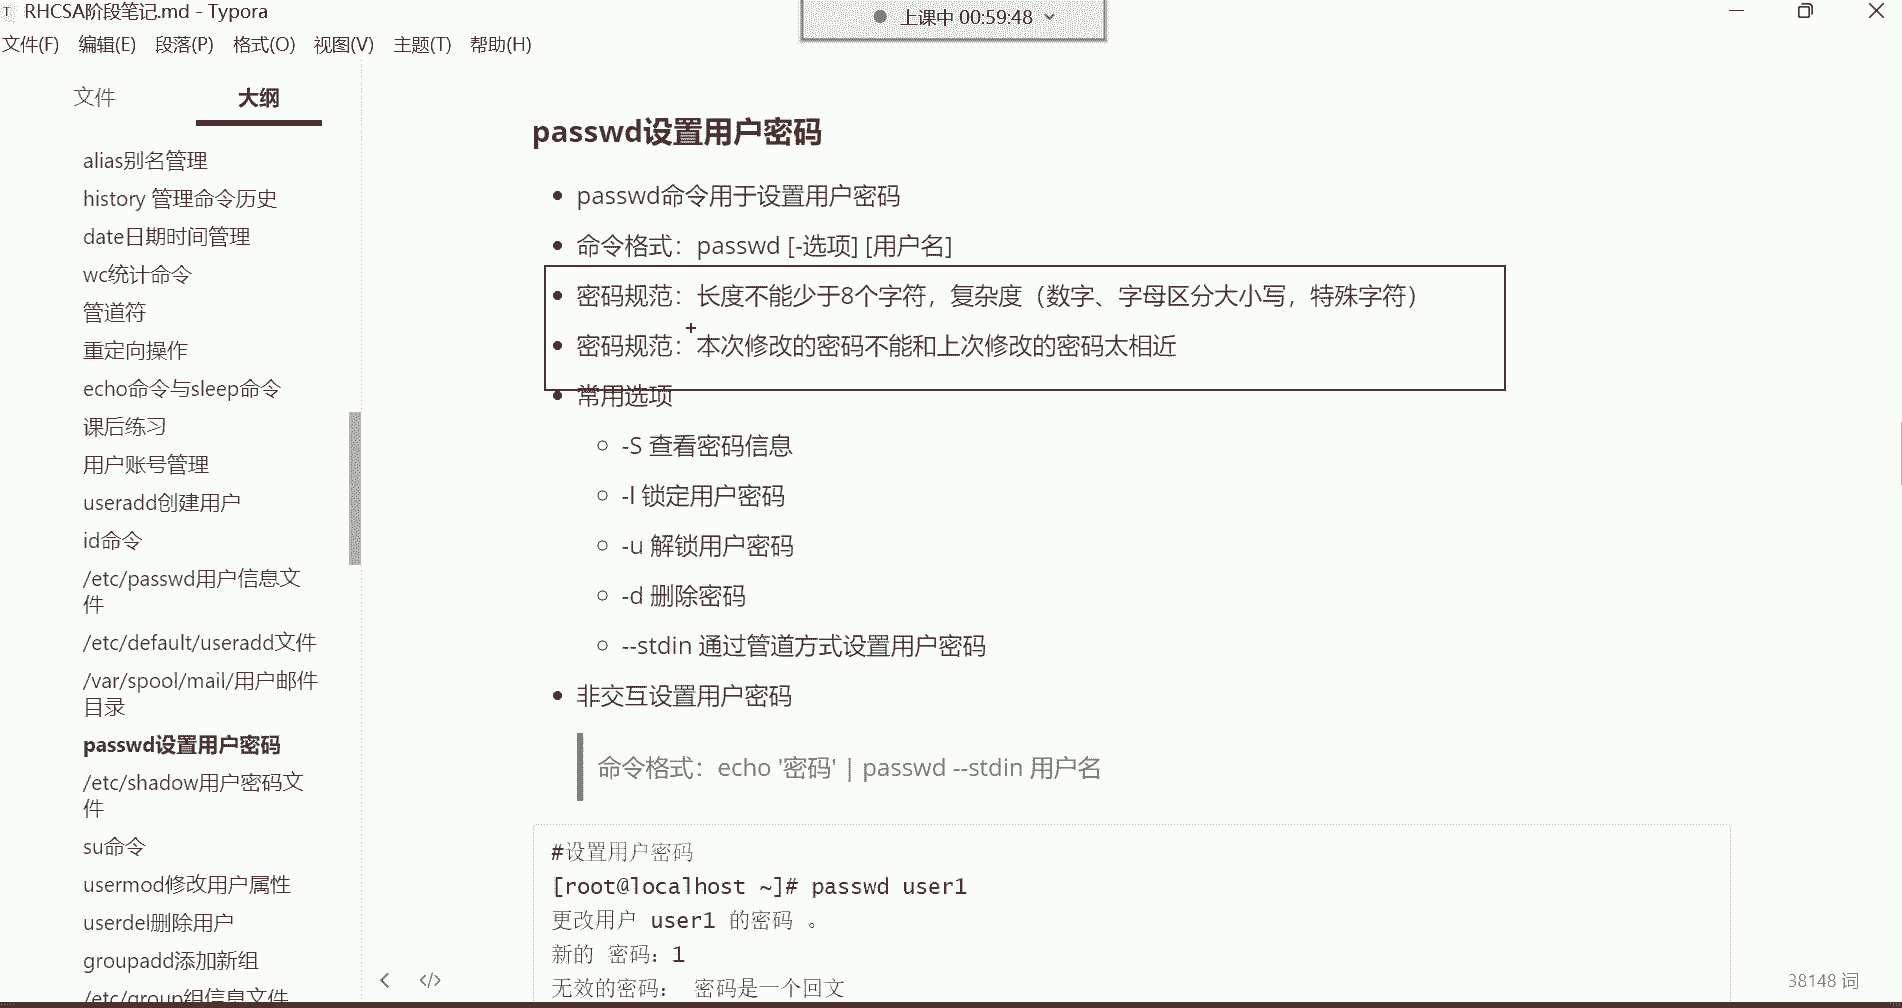 RHCSA阶段笔记.md - Typora
上课中 00:59:48
文件(F) 编辑(E) 段落(P) 格式(O) 视图(V) 主题(T) 帮助(H)
文件 大纲
alias别名管理
history 管理命令历史
date日期时间管理
wc统计命令
管道符
重定向操作
echo命令与sleep命令
课后练习
用户账号管理
useradd创建用户
id命令
/etc/passwd用户信息文
件
/etc/default/useradd文件
/var/spool/mail/用户邮件
目录
passwd设置用户密码
/etc/shadow用户密码文
件
su命令
usermod修改用户属性
userdel删除用户
groupadd添加新组
/etc/group组信息文件
passwd设置用户密码
passwd命令用于设置用户密码
命令格式：passwd [-选项] [用户名]
密码规范：长度不能少于8个字符，复杂度（数字、字母区分大小写，特殊字符）
密码规范：本次修改的密码不能和上次修改的密码太相近
常用选项
-S 查看密码信息
-l 锁定用户密码
-u 解锁用户密码
-d 删除密码
--stdin 通过管道方式设置用户密码
非交互设置用户密码
命令格式：echo '密码' | passwd --stdin 用户名
#设置用户密码
[root@localhost ~]# passwd user1
更改用户 user1 的密码 。
新的 密码：1
无效的密码： 密码是一个回文
38148 词